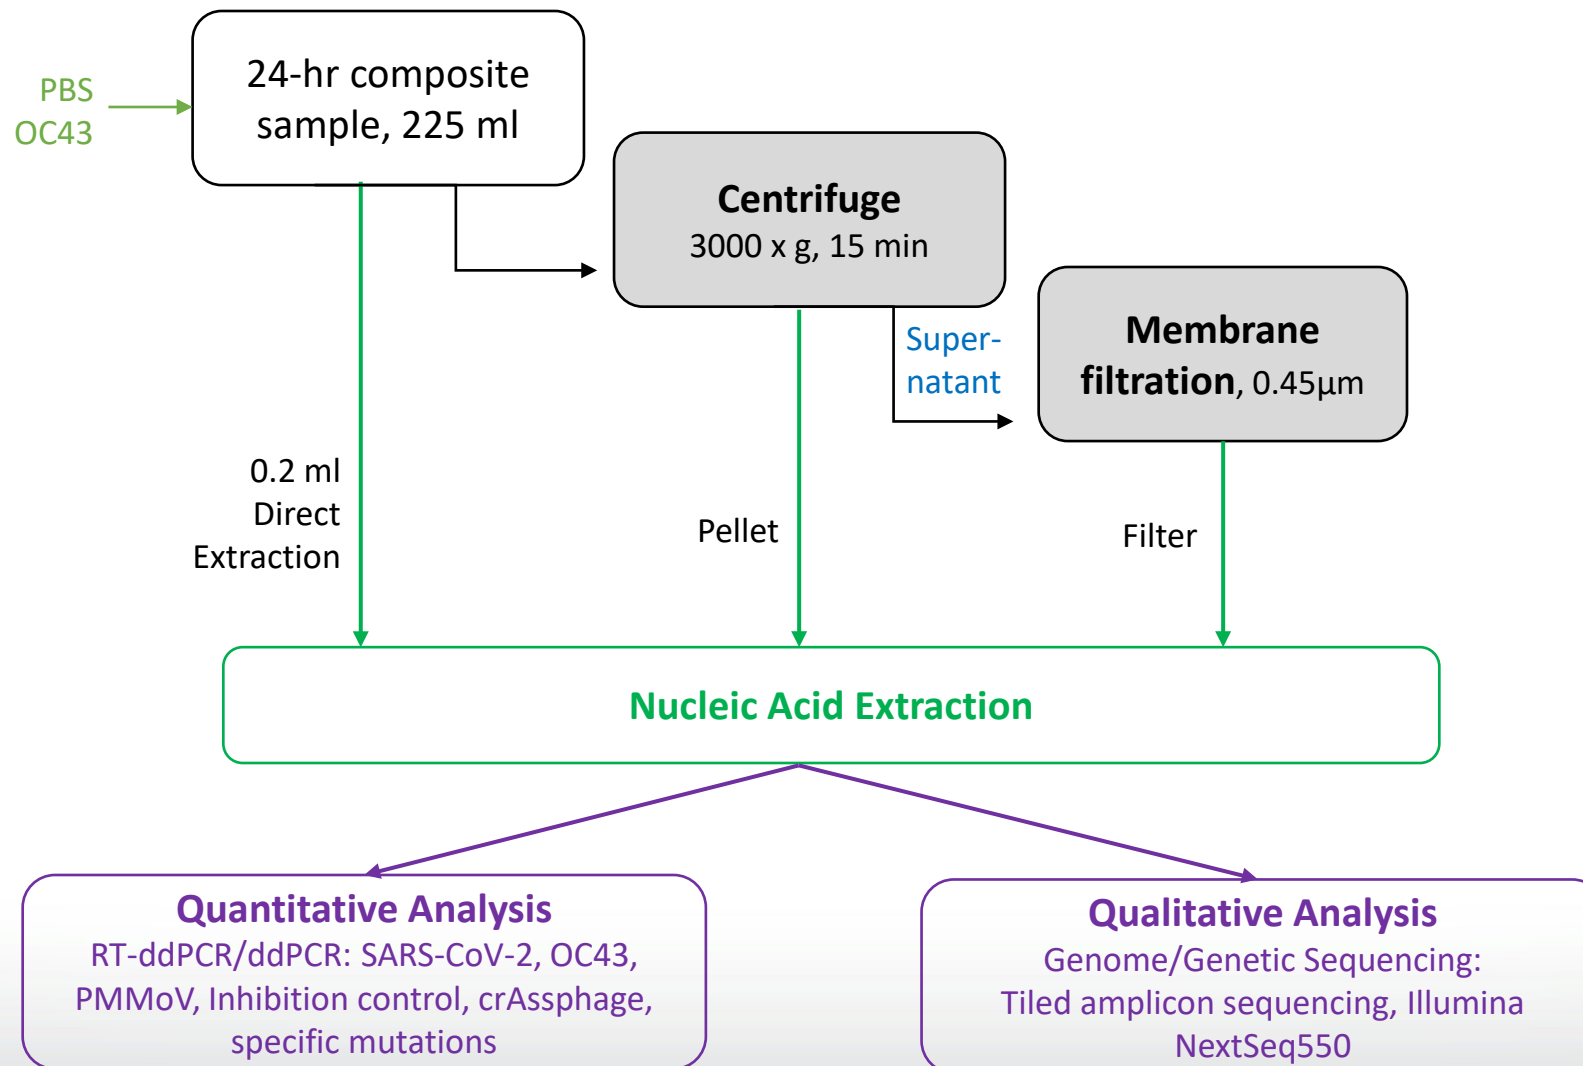 PBS
OC43
24-hr composite
sample, 225 ml
Centrifuge
3000 x g, 15 min
Super-
natant
Membrane
filtration, 0.45µm
0.2 ml
Direct
Extraction
Pellet
Filter
Nucleic Acid Extraction
Quantitative Analysis
RT-ddPCR/ddPCR: SARS-CoV-2, OC43,
PMMoV, Inhibition control, crAssphage,
specific mutations
Qualitative Analysis
Genome/Genetic Sequencing:
Tiled amplicon sequencing, Illumina
NextSeq550